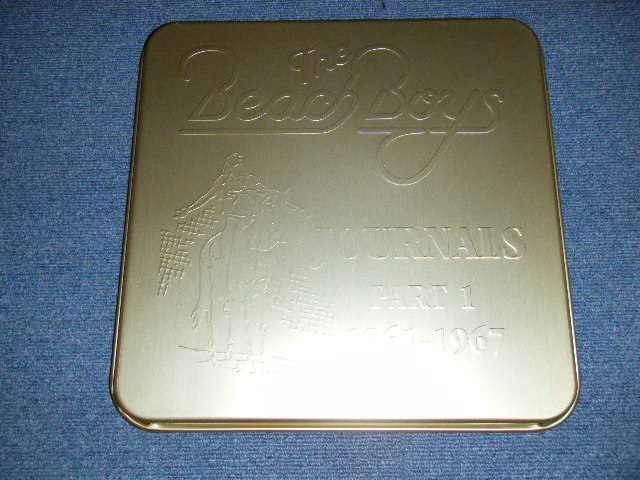 The
Beach Boys
JOURNALS
PART 1
1961-1967